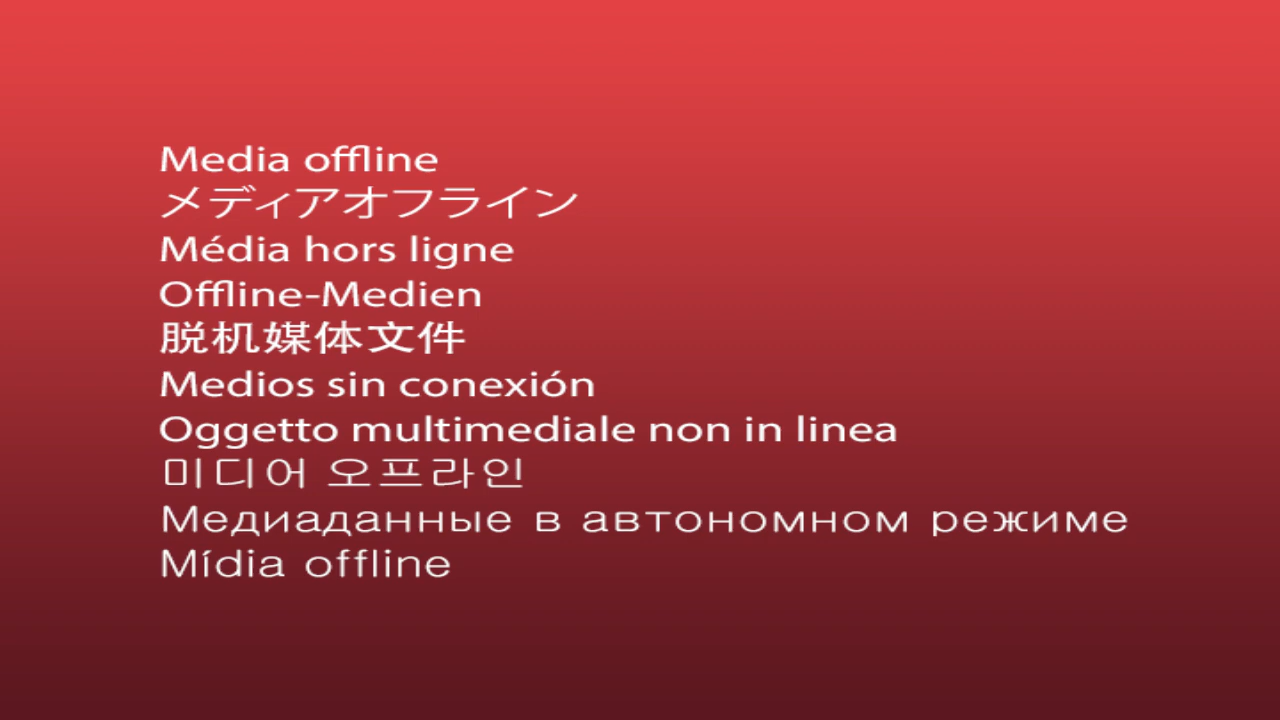 Media offline
メディアオフライン
Média hors ligne
Offline-Medien
脱机媒体文件
Medios sin conexión
Oggetto multimediale non in linea
미디어 오프라인
Медиаданные в автономном режиме
Mídia offline